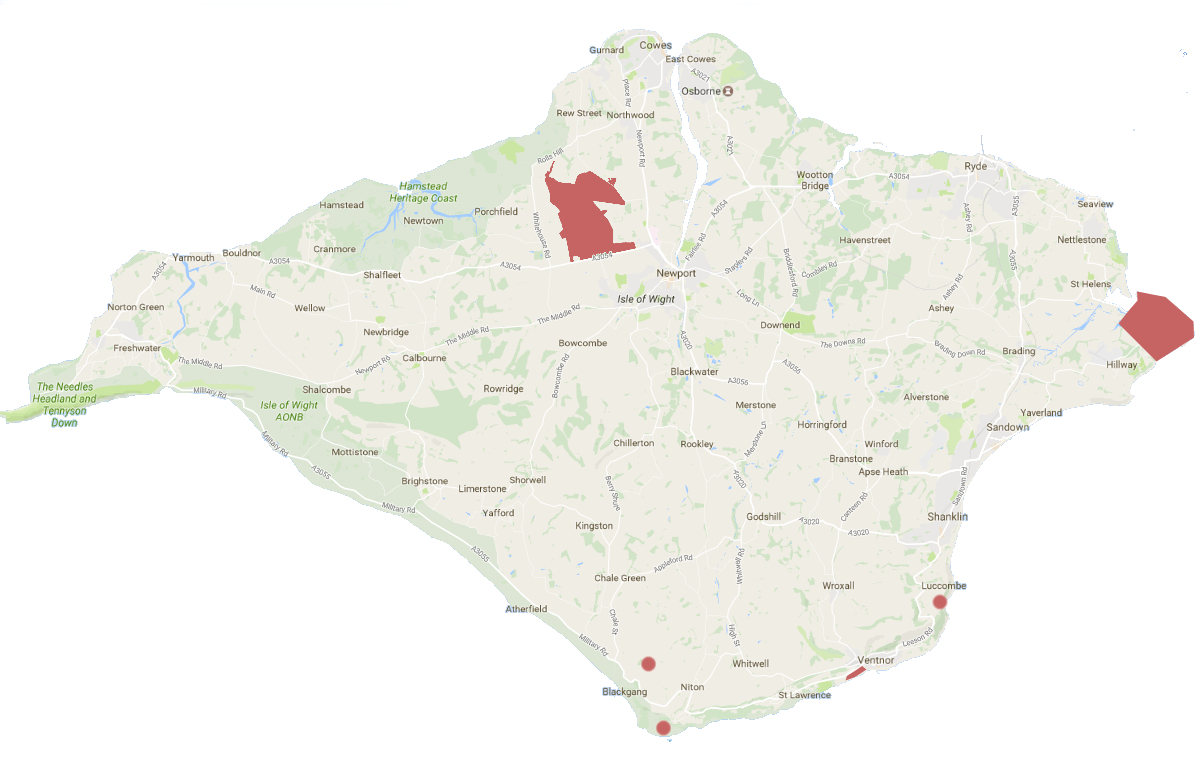 Cowes
Gurnard
East Cowes
A3021
Osborne
Place Rd
Rew Street
Northwood
Newport Rd
A3021
Rolls Hill
Ryde
Wootton
Bridge
A3054
Hamstead
Heritage Coast
Hamstead
Newtown
Porchfield
Whitehouse Rd
A3054
Ashey Rd
A3055
Seaview
Nettlestone
Havenstreet
Fairlee Rd
Cranmore
Bouldnor
Yarmouth
A3054
A3054
A3054
A3054
Shalfleet
Newport
Staplers Rd
Briddlesford Rd
Combley Rd
A3055
St Helens
Main Rd
Isle of Wight
Long Ln
Ashey Rd
Norton Green
Wellow
The Middle Rd
Ashey
Newbridge
The Middle Rd
Downend
Freshwater
Bowcombe
A3020
The Downs Rd
Brading Down Rd
Brading
Calbourne
Newport Rd
The Middle Rd
Hillway
Bowcombe Rd
Blackwater
A3056
A3056
The Needles
Headland and
Tennyson
Down
Military Rd
Shalcombe
Rowridge
Isle of Wight
AONB
Merstone
Alverstone
Yaverland
Horringford
Sandown
Military Rd
Chillerton
Rookley
Merstone Ln
Winford
Mottistone
Branstone
Apse Heath
A3055
Brighstone
Limerstone
Shorwell
Berry Shute
A3020
Sandown Rd
Military Rd
Yafford
Canteen Rd
Kingston
Godshill
A3020
Shanklin
A3020
A3055
Appleford Rd
Whitwell Rd
Chale Green
Wroxall
Luccombe
Atherfield
Chale St
High St
Military Rd
Leeson Rd
Whitwell
Ventnor
Blackgang
Niton
St Lawrence